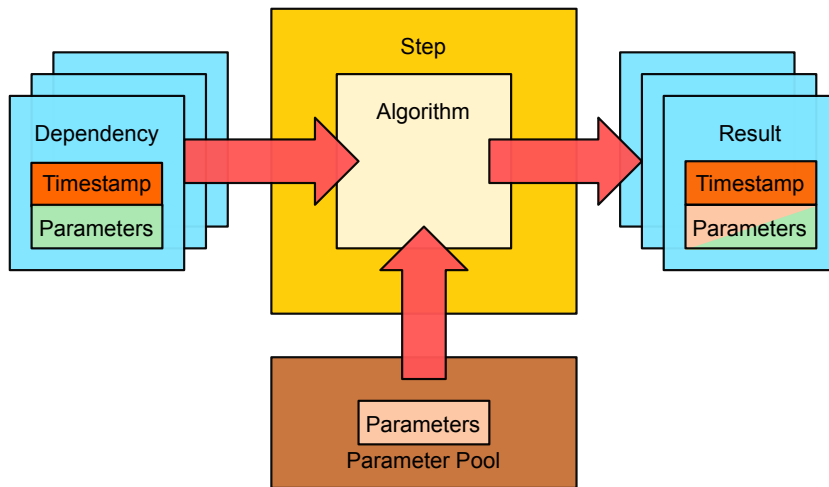 Step
Algorithm
Dependency
Timestamp
Parameters
Result
Timestamp
Parameters
Parameters
Parameter Pool